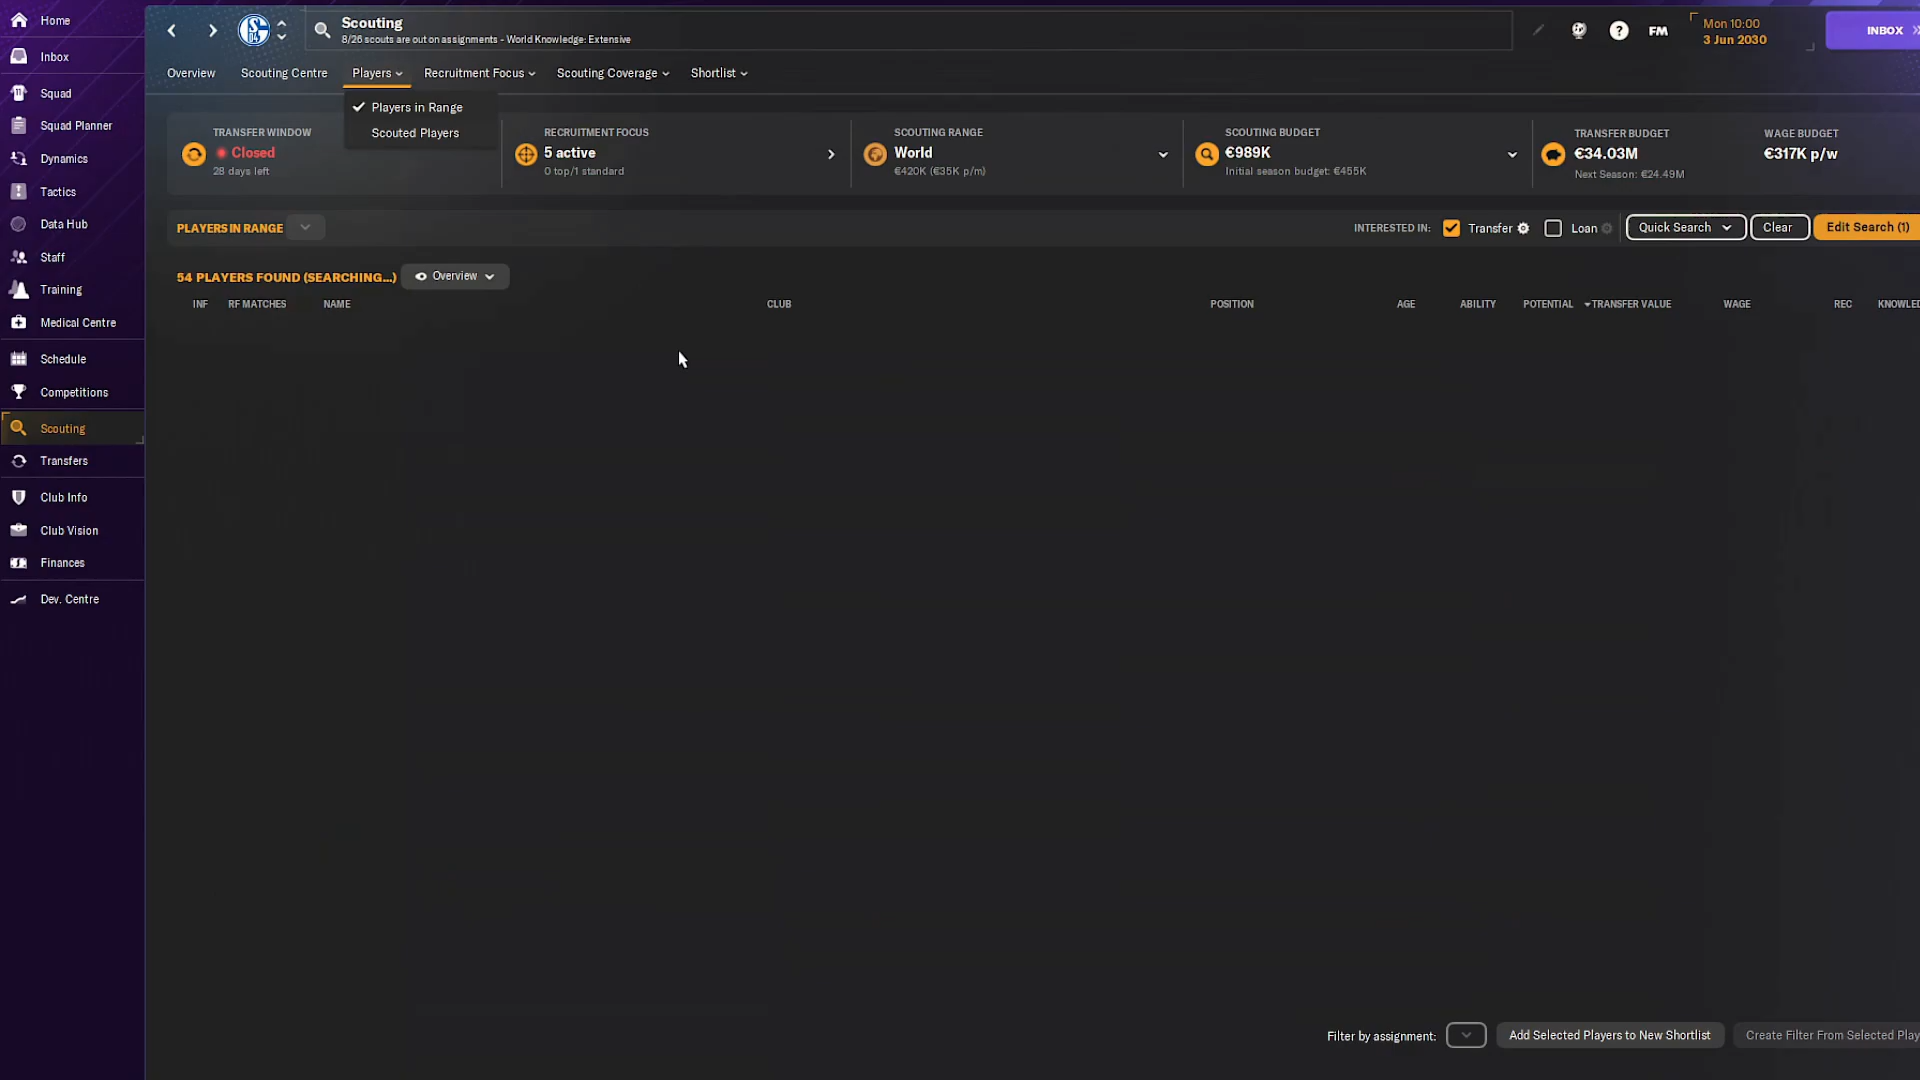 Home
Inbox
Squad
Squad Planner
Dynamics
Tactics
Data Hub
Staff
Training
Medical Centre
Schedule
Competitions
Scouting
Transfers
Club Info
Club Vision
Finances
Dev. Centre
Scouting
8/26 scouts are out on assignments - World Knowledge: Extensive
FM
Mon 10:00
3 Jun 2030
INBOX
Overview Scouting Centre Players Recruitment Focus Scouting Coverage Shortlist
Players in Range
Scouted Players
TRANSFER WINDOW
Closed
28 days left
RECRUITMENT FOCUS
5 active
0 top/1 standard
SCOUTING RANGE
World
€420K (€35K p/m)
SCOUTING BUDGET
€989K
Initial season budget: €455K
TRANSFER BUDGET
€34.03M
Next Season: €24.49M
WAGE BUDGET
€317K p/w
PLAYERS IN RANGE
INTERESTED IN: Transfer Loan Quick Search Clear Edit Search (1)
54 PLAYERS FOUND (SEARCHING...) Overview
INF RF MATCHES NAME CLUB POSITION AGE ABILITY POTENTIAL TRANSFER VALUE WAGE REC KNOWLED
Filter by assignment: Add Selected Players to New Shortlist Create Filter From Selected Play